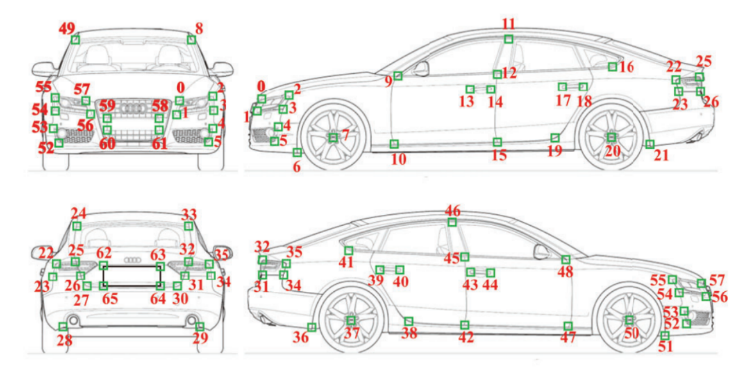 49 8
55 57 0 2
54 59 58 3
56 1
53 4
52 60 61 5
11
9 12 16 22 25
0 2 13 14 17 18 23 26
1 3
4
5 7 10 15 19 20 21
6
24 33
22 25 62 63 32 35
23 26 31 34
27 65 64 30
28 29
46
32 35 41 45 48
31 34 39 40 43 44 55 57
54 56
53
36 37 38 42 47 50 52
51